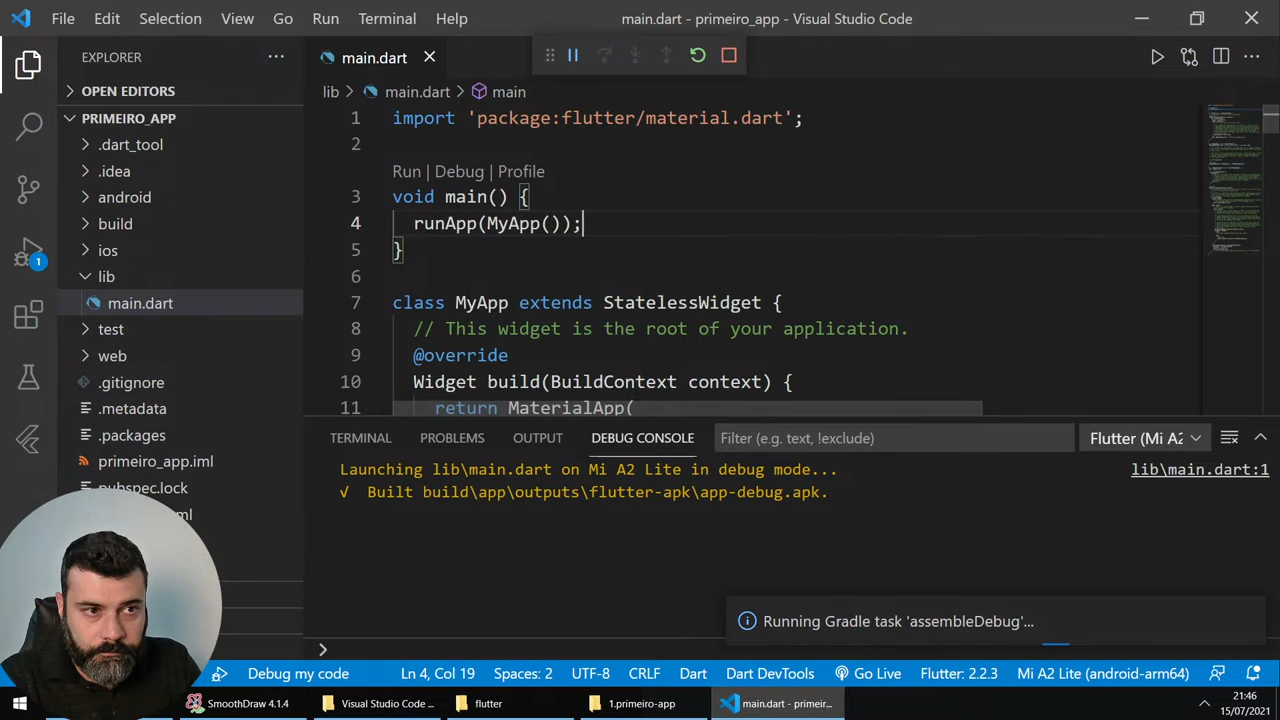 File Edit Selection View Go Run Terminal Help
main.dart - primeiro_app - Visual Studio Code
EXPLORER
OPEN EDITORS
PRIMEIRO_APP
.dart_tool
.idea
android
build
ios
lib
main.dart
test
web
.gitignore
.metadata
.packages
primeiro_app.iml
pubspec.lock
1
main.dart
lib main.dart main
1 import 'package:flutter/material.dart';
2
Run | Debug | Profile
3 void main() {
4 runApp(MyApp());
5 }
6
7 class MyApp extends StatelessWidget {
8 // This widget is the root of your application.
9 @override
10 Widget build(BuildContext context) {
11 return MaterialApp(
TERMINAL PROBLEMS OUTPUT DEBUG CONSOLE
Filter (e.g. text, !exclude)
Flutter (Mi A2
Launching lib\main.dart on Mi A2 Lite in debug mode... lib\main.dart:1
√ Built build\app\outputs\flutter-apk\app-debug.apk.
Running Gradle task 'assembleDebug'...
Debug my code Ln 4, Col 19 Spaces: 2 UTF-8 CRLF Dart Dart DevTools Go Live Flutter: 2.2.3 Mi A2 Lite (android-arm64)
SmoothDraw 4.1.4 Visual Studio Code ... flutter 1.primeiro-app main.dart - primeir...
21:46
15/07/2021